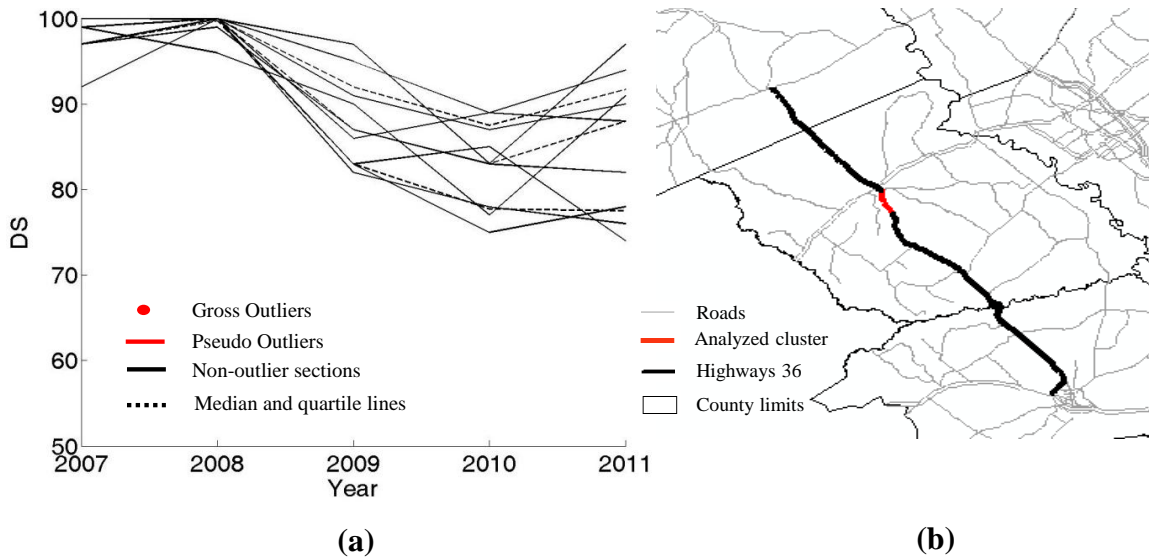 100
90
80
70
60
50
DS
Gross Outliers
Pseudo Outliers
Non-outlier sections
Median and quartile lines
2007 2008 2009 2010 2011
Year
(a)
Roads
Analyzed cluster
Highways 36
County limits
(b)